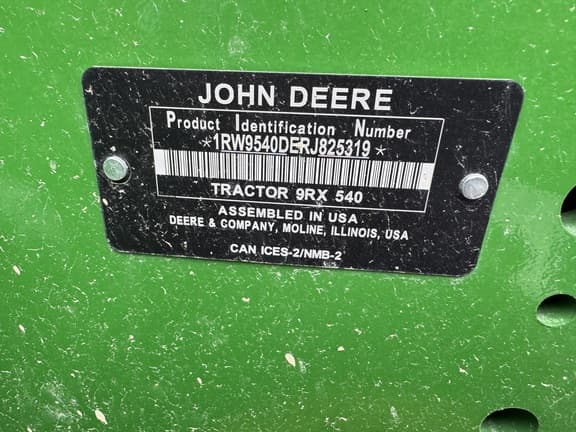 JOHN DEERE
Product Identification Number
*1RW9540DERJ825319*
TRACTOR 9RX 540
ASSEMBLED IN USA
DEERE & COMPANY, MOLINE, ILLINOIS, USA
CAN ICES-2/NMB-2